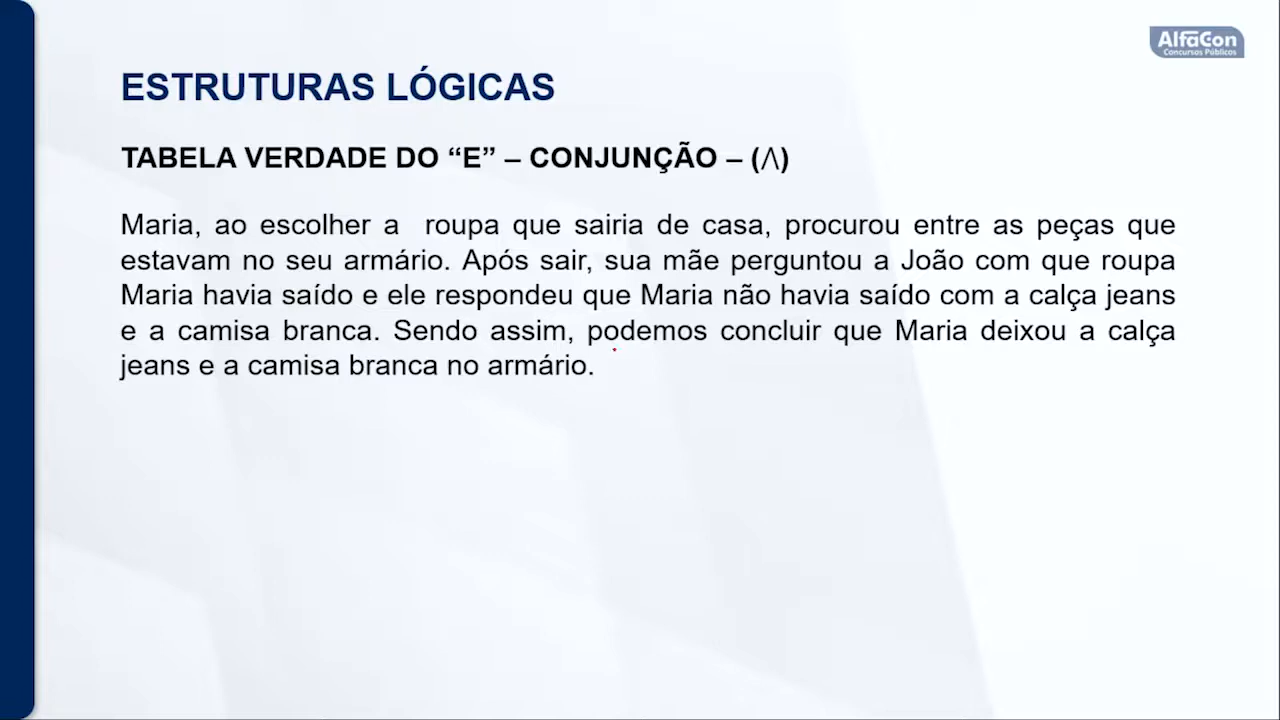 AlfaCon
Concursos Públicos
ESTRUTURAS LÓGICAS
TABELA VERDADE DO “E” – CONJUNÇÃO – (/\)
Maria, ao escolher a roupa que sairia de casa, procurou entre as peças que
estavam no seu armário. Após sair, sua mãe perguntou a João com que roupa
Maria havia saído e ele respondeu que Maria não havia saído com a calça jeans
e a camisa branca. Sendo assim, podemos concluir que Maria deixou a calça
jeans e a camisa branca no armário.